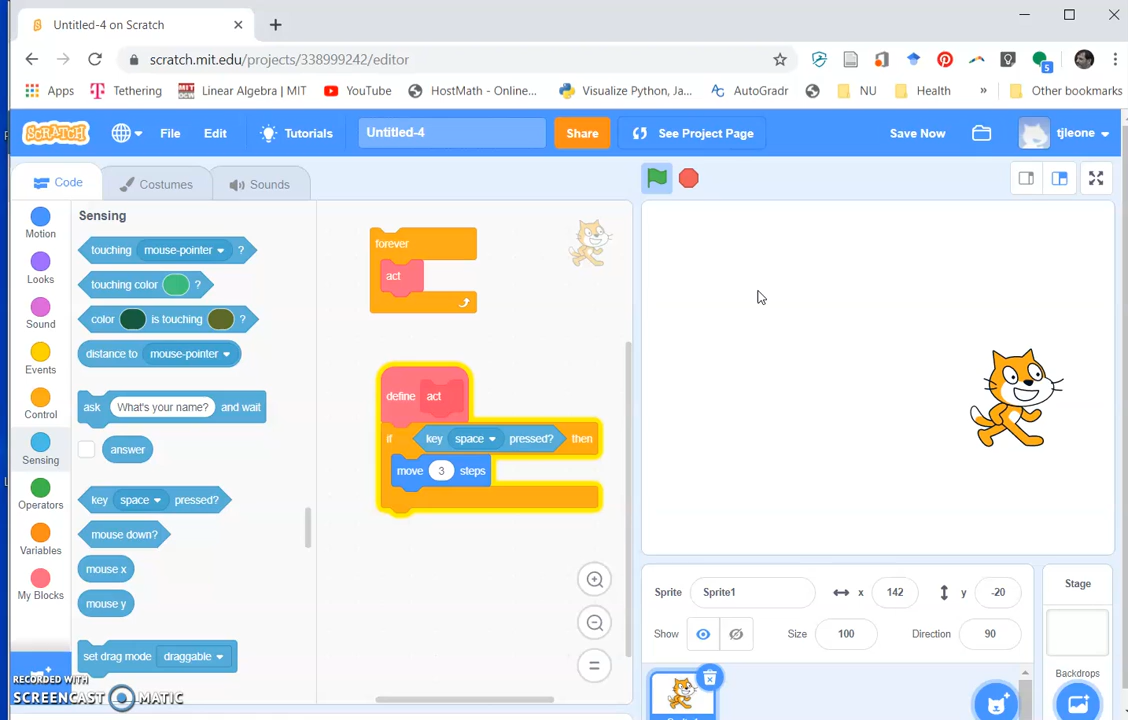 Untitled-4 on Scratch
scratch.mit.edu/projects/338999242/editor
5
Apps Tethering Linear Algebra | MIT YouTube HostMath - Online... Visualize Python, Ja... AutoGradr NU Health » Other bookmarks
SCRATCH File Edit Tutorials Untitled-4 Share See Project Page Save Now tjleone
Code Costumes Sounds
Motion
Looks
Sound
Events
Control
Sensing
Operators
Variables
My Blocks
Sensing
touching mouse-pointer ?
touching color ?
color is touching ?
distance to mouse-pointer
ask What's your name? and wait
answer
key space pressed?
mouse down?
mouse x
mouse y
set drag mode draggable
forever
act
define act
if key space pressed? then
move 3 steps
Sprite Sprite1 x 142 y -20
Show Size 100 Direction 90
Stage
Backdrops
RECORDED WITH
SCREENCAST MATIC